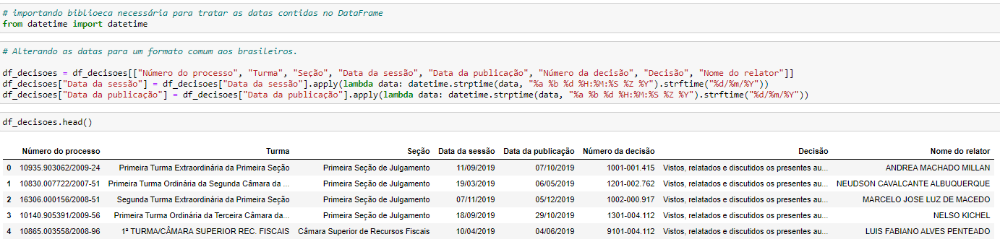 # importando biblioeca necessária para tratar as datas contidas no DataFrame
from datetime import datetime
# Alterando as datas para um formato comum aos brasileiros.
df_decisoes = df_decisoes[["Número do processo", "Turma", "Seção", "Data da sessão", "Data da publicação", "Número da decisão", "Decisão", "Nome do relator"]]
df_decisoes["Data da sessão"] = df_decisoes["Data da sessão"].apply(lambda data: datetime.strptime(data, "%a %b %d %H:%M:%S %Z %Y").strftime("%d/%m/%Y"))
df_decisoes["Data da publicação"] = df_decisoes["Data da publicação"].apply(lambda data: datetime.strptime(data, "%a %b %d %H:%M:%S %Z %Y").strftime("%d/%m/%Y"))
df_decisoes.head()
Número do processo Turma Seção Data da sessão Data da publicação Número da decisão Decisão Nome do relator
0 10935.903062/2009-24 Primeira Turma Extraordinária da Primeira Seção Primeira Seção de Julgamento 11/09/2019 07/10/2019 1001-001.415 Vistos, relatados e discutidos os presentes au... ANDREA MACHADO MILLAN
1 10830.007722/2007-51 Primeira Turma Ordinária da Segunda Câmara da ... Primeira Seção de Julgamento 19/03/2019 06/05/2019 1201-002.762 Vistos, relatados e discutidos os presentes au... NEUDSON CAVALCANTE ALBUQUERQUE
2 16306.000156/2008-51 Segunda Turma Extraordinária da Primeira Seção Primeira Seção de Julgamento 07/11/2019 05/12/2019 1002-000.917 Vistos, relatados e discutidos os presentes au... MARCELO JOSE LUZ DE MACEDO
3 10140.905391/2009-56 Primeira Turma Ordinária da Terceira Câmara da... Primeira Seção de Julgamento 18/09/2019 29/10/2019 1301-004.112 Vistos, relatados e discutidos os presentes au... NELSO KICHEL
4 10865.003558/2008-96 1ª TURMA/CÂMARA SUPERIOR REC. FISCAIS Câmara Superior de Recursos Fiscais 10/04/2019 04/06/2019 9101-004.112 Vistos, relatados e discutidos os presentes au... LUIS FABIANO ALVES PENTEADO